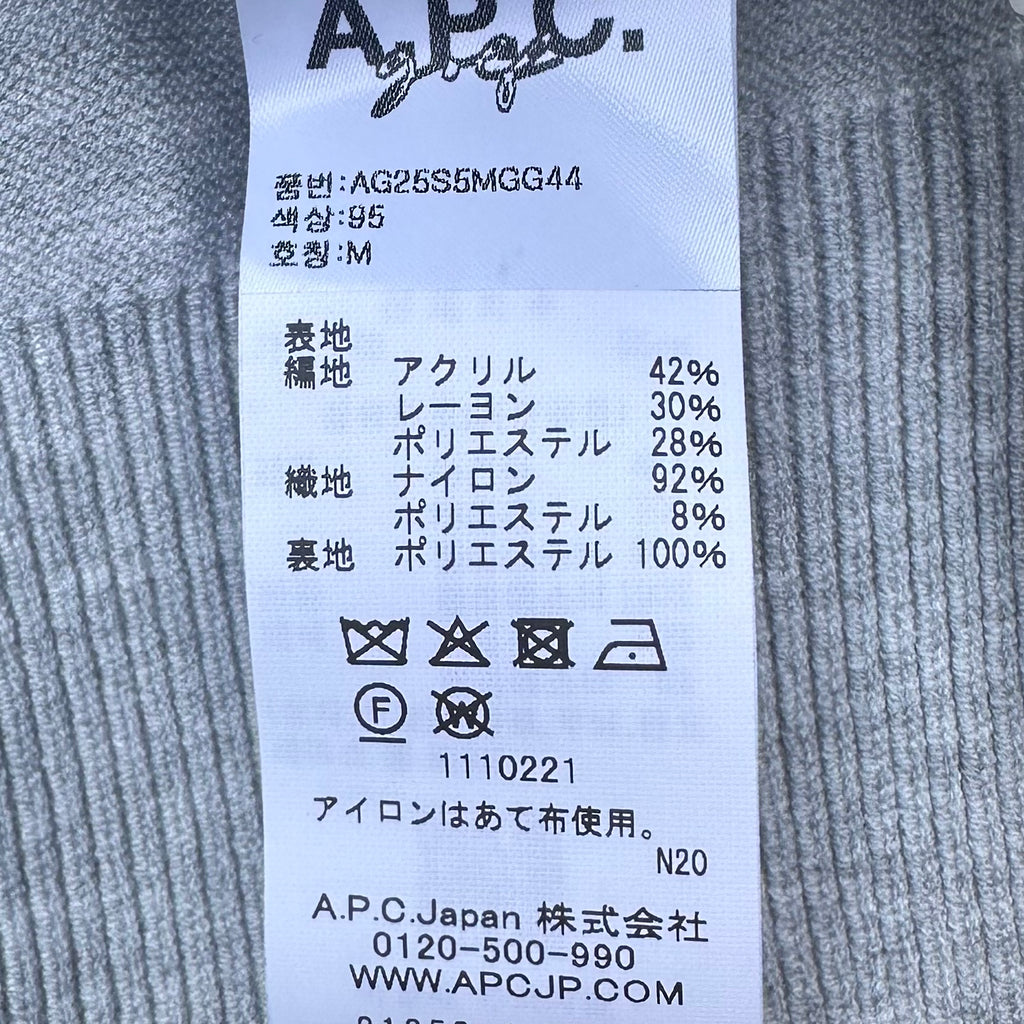 A.P.C.
품번:AG25S5MGG44
색상:95
호칭:M
表地
編地 アクリル 42%
レーヨン 30%
ポリエステル 28%
織地 ナイロン 92%
ポリエステル 8%
裏地 ポリエステル 100%
F
W
1110221
アイロンはあて布使用。
N20
A.P.C.Japan 株式会社
0120-500-990
WWW.APCJP.COM